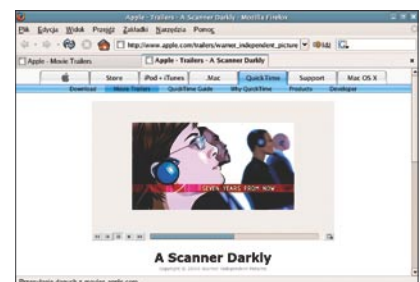 Apple - Trailers - A Scanner Darkly - Mozilla Firefox
Plik Edycja Widok Przejdź Zakładki Narzędzia Pomoc
http://www.apple.com/trailers/warner_independent_picture
Apple - Movie Trailers Apple - Trailers - A Scanner Darkly
Store iPod + iTunes .Mac QuickTime Support Mac OS X
Download Movie Trailers QuickTime Guide Why QuickTime Products Developer
SEVEN YEARS FROM NOW
A Scanner Darkly